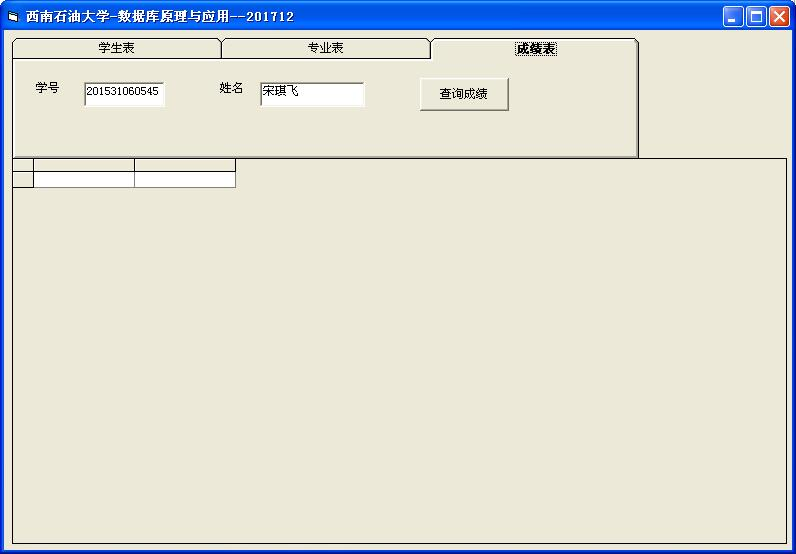 西南石油大学-数据库原理与应用--201712
学生表 专业表 成绩表
学号 201531060545 姓名 宋琪飞 查询成绩